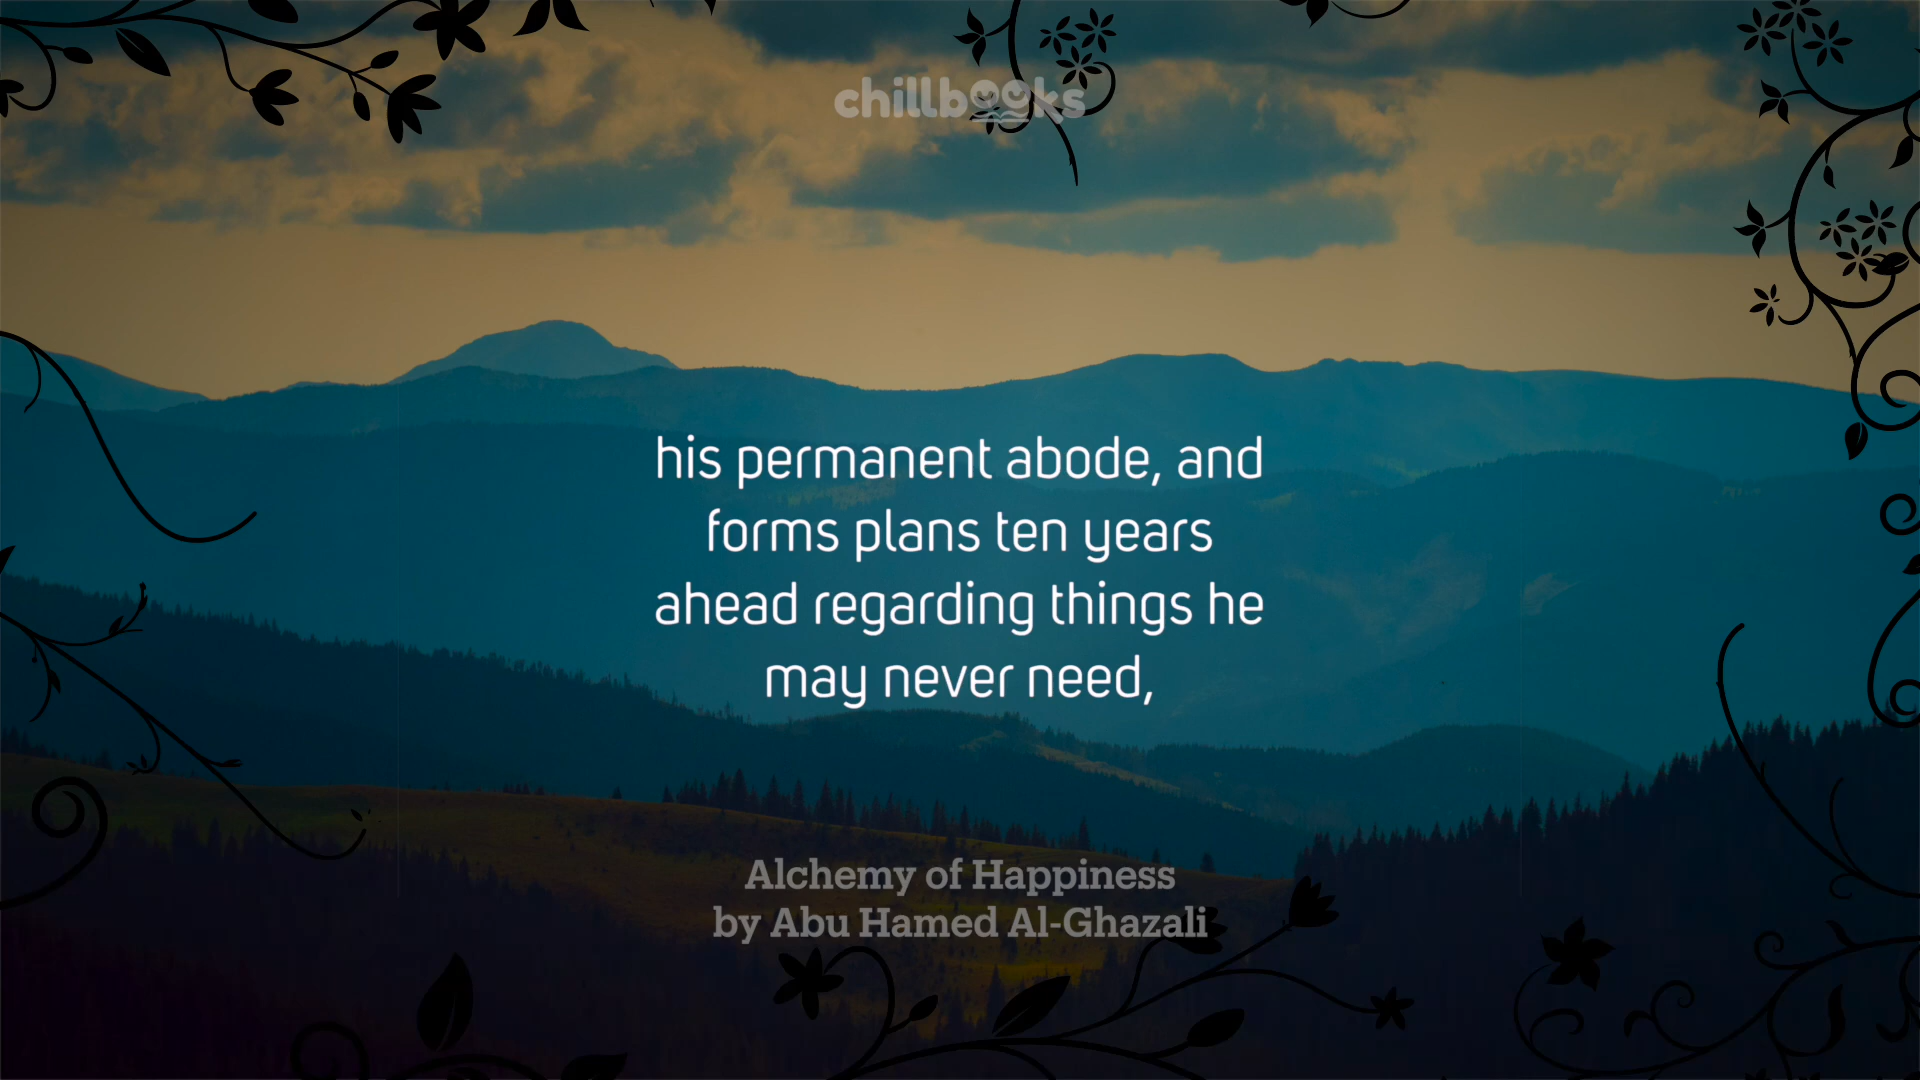 chillbooks
his permanent abode, and
forms plans ten years
ahead regarding things he
may never need,
Alchemy of Happiness
by Abu Hamed Al-Ghazali